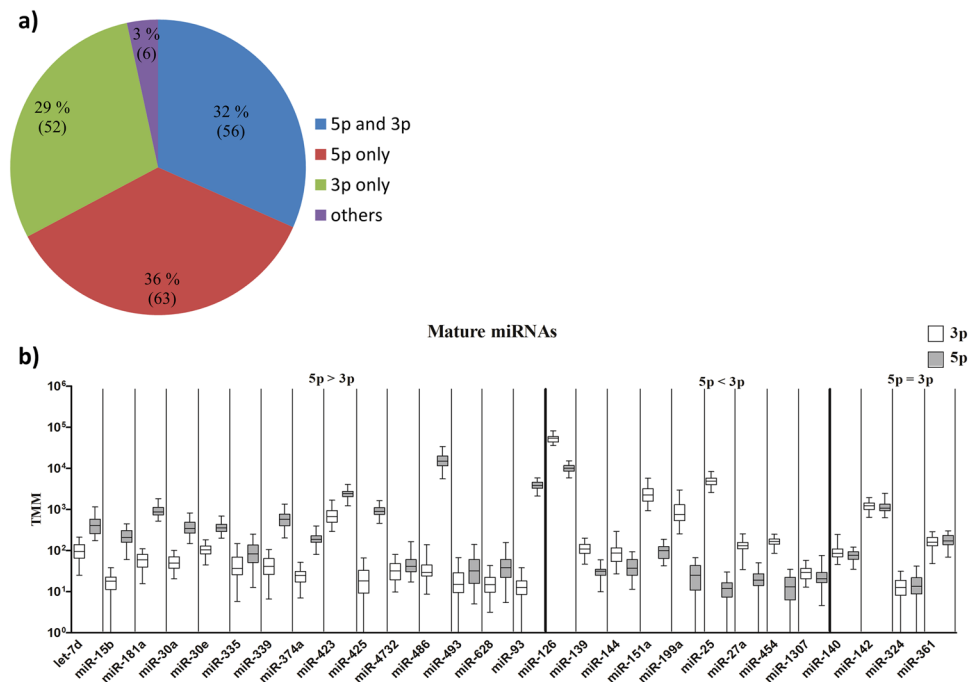 a)
3 %
(6)
29 %
(52)
32 %
(56)
36 %
(63)
5p and 3p
5p only
3p only
others
Mature miRNAs
3p
5p
b)
5p > 3p
5p < 3p
5p = 3p
TMM
10⁶
10⁵
10⁴
10³
10²
10¹
10⁰
let-7d
miR-15b
miR-181a
miR-30a
miR-30e
miR-335
miR-339
miR-374a
miR-423
miR-425
miR-4732
miR-486
miR-493
miR-628
miR-93
miR-126
miR-139
miR-144
miR-151a
miR-199a
miR-25
miR-27a
miR-454
miR-1307
miR-140
miR-142
miR-324
miR-361